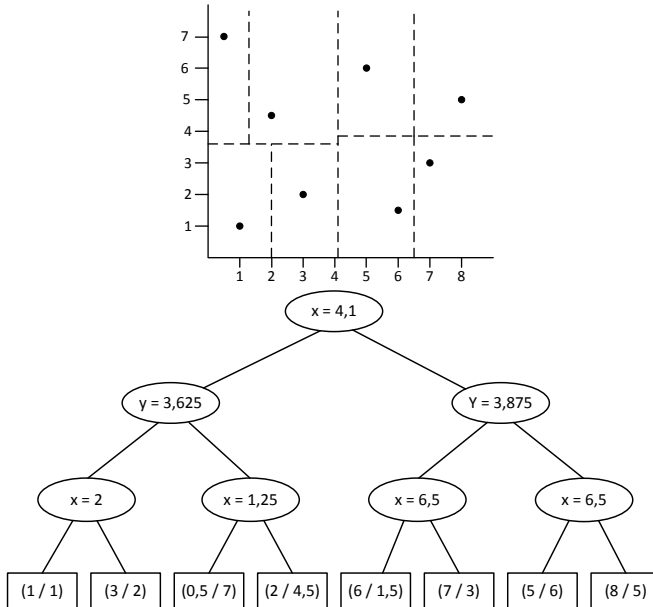 7
6
5
4
3
2
1
1 2 3 4 5 6 7 8
x = 4,1
y = 3,625
Y = 3,875
x = 2
x = 1,25
x = 6,5
x = 6,5
(1 / 1)
(3 / 2)
(0,5 / 7)
(2 / 4,5)
(6 / 1,5)
(7 / 3)
(5 / 6)
(8 / 5)